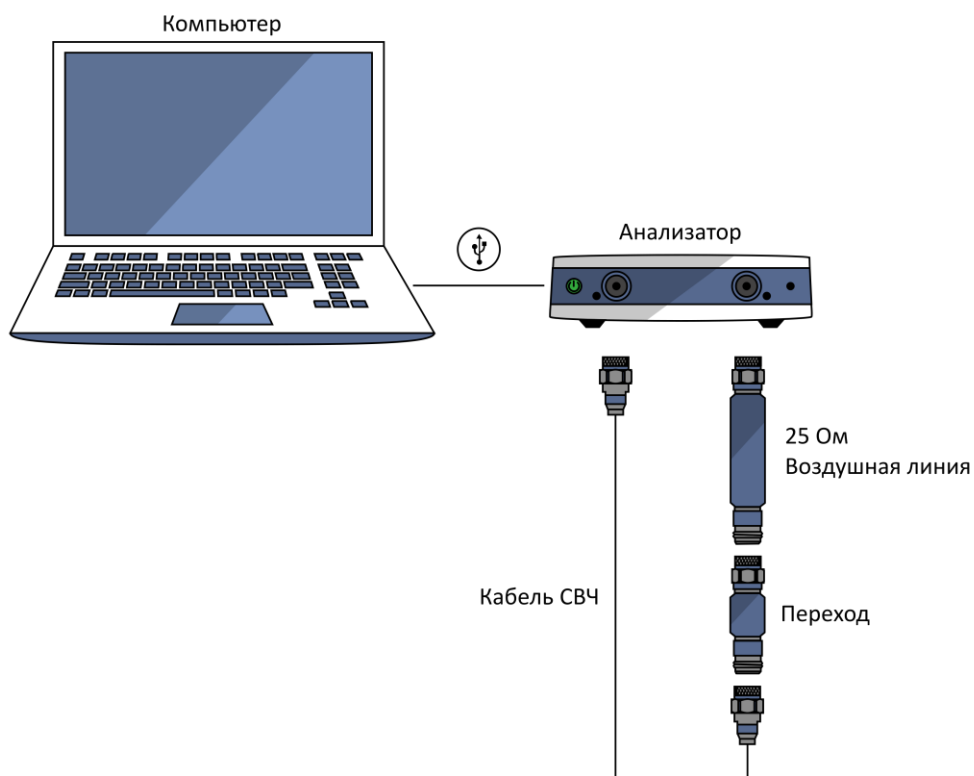 Компьютер
Анализатор
25 Ом
Воздушная линия
Кабель СВЧ
Переход